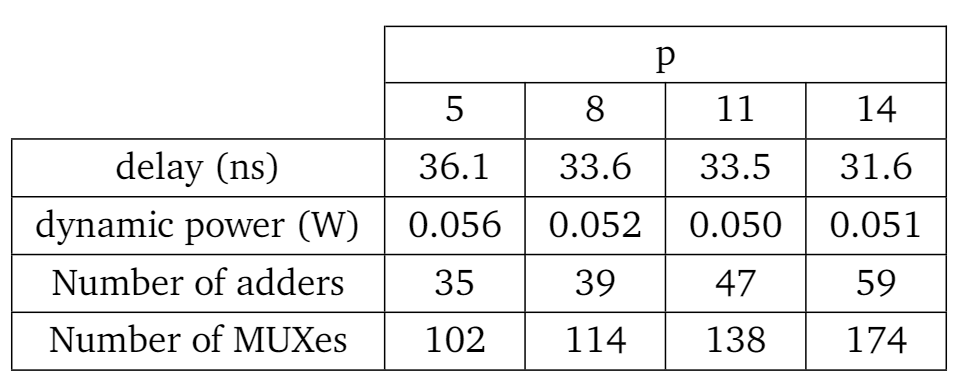 p
5 8 11 14
delay (ns) 36.1 33.6 33.5 31.6
dynamic power (W) 0.056 0.052 0.050 0.051
Number of adders 35 39 47 59
Number of MUXes 102 114 138 174